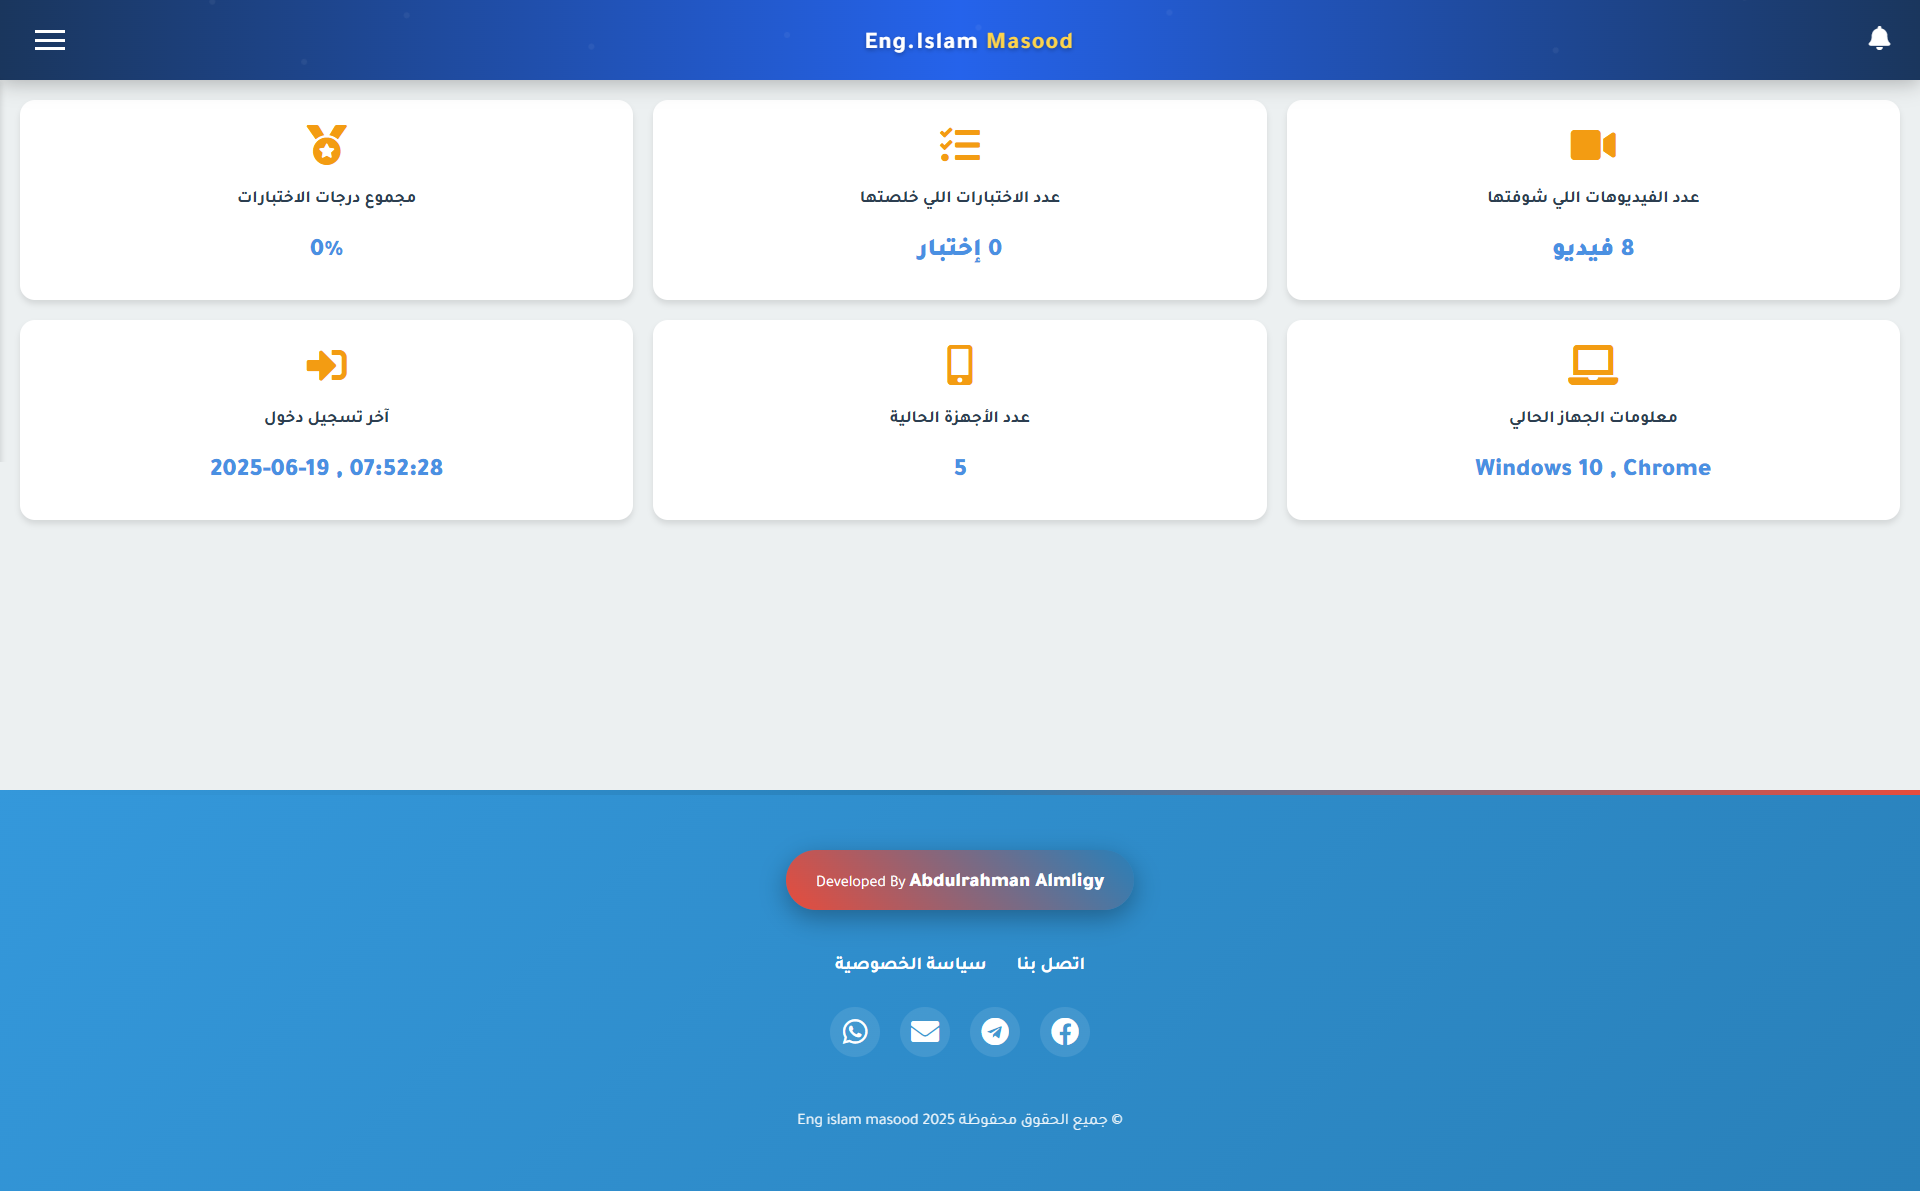 Eng.Islam Masood
عدد الفيديوهات اللي شوفتها
8 فيديو
عدد الاختبارات اللي خلصتها
0 إختبار
مجموع درجات الاختبارات
0%
معلومات الجهاز الحالي
Windows 10 , Chrome
عدد الأجهزة الحالية
5
آخر تسجيل دخول
2025-06-19 , 07:52:28
Developed By Abdulrahman Almligy
اتصل بنا
سياسة الخصوصية
© جميع الحقوق محفوظة 2025 Eng islam masood